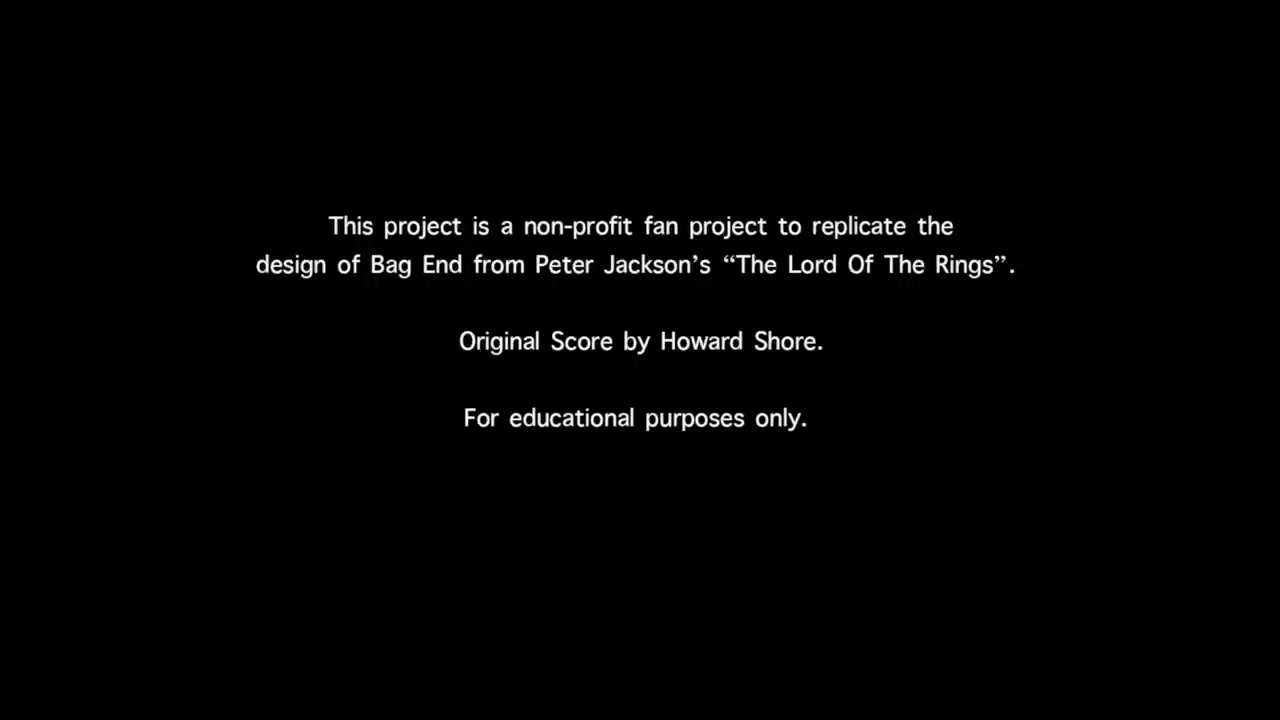 This project is a non-profit fan project to replicate the
design of Bag End from Peter Jackson’s “The Lord Of The Rings”.
Original Score by Howard Shore.
For educational purposes only.